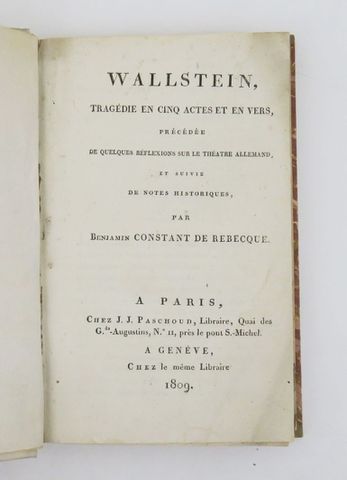 WALLSTEIN,
TRAGÉDIE EN CINQ ACTES ET EN VERS,
PRÉCÉDÉE
DE QUELQUES RÉFLEXIONS SUR LE THÉATRE ALLEMAND,
ET SUIVIE
DE NOTES HISTORIQUES,
PAR
BENJAMIN CONSTANT DE REBECQUE.
A PARIS,
CHEZ J. J. PASCHOUD, Libraire, Quai des
G.ds-Augustins, N.° 11, près le pont S.-Michel.
A GENÈVE,
CHEZ le même Libraire
1809.